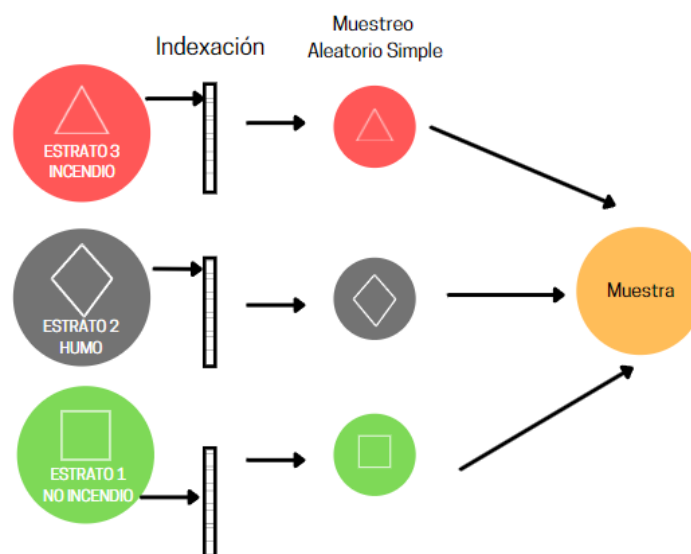 Indexación
Muestreo
Aleatorio Simple
ESTRATO 3
INCENDIO
ESTRATO 2
HUMO
Muestra
ESTRATO 1
NO INCENDIO